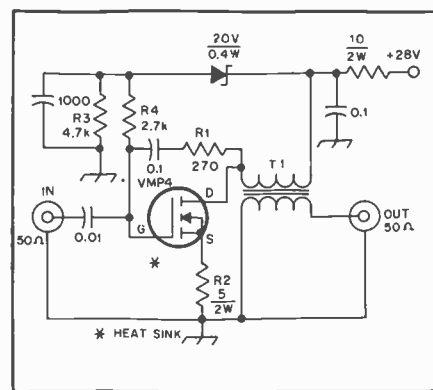 20V
0.4W
10
2W
+28V
1000
R3
4.7k
R4
2.7k
R1
270
0.1
0.1
VMP4
T1
IN
50Ω
0.01
G
D
S
*
R2
5
2W
OUT
50Ω
* HEAT SINK